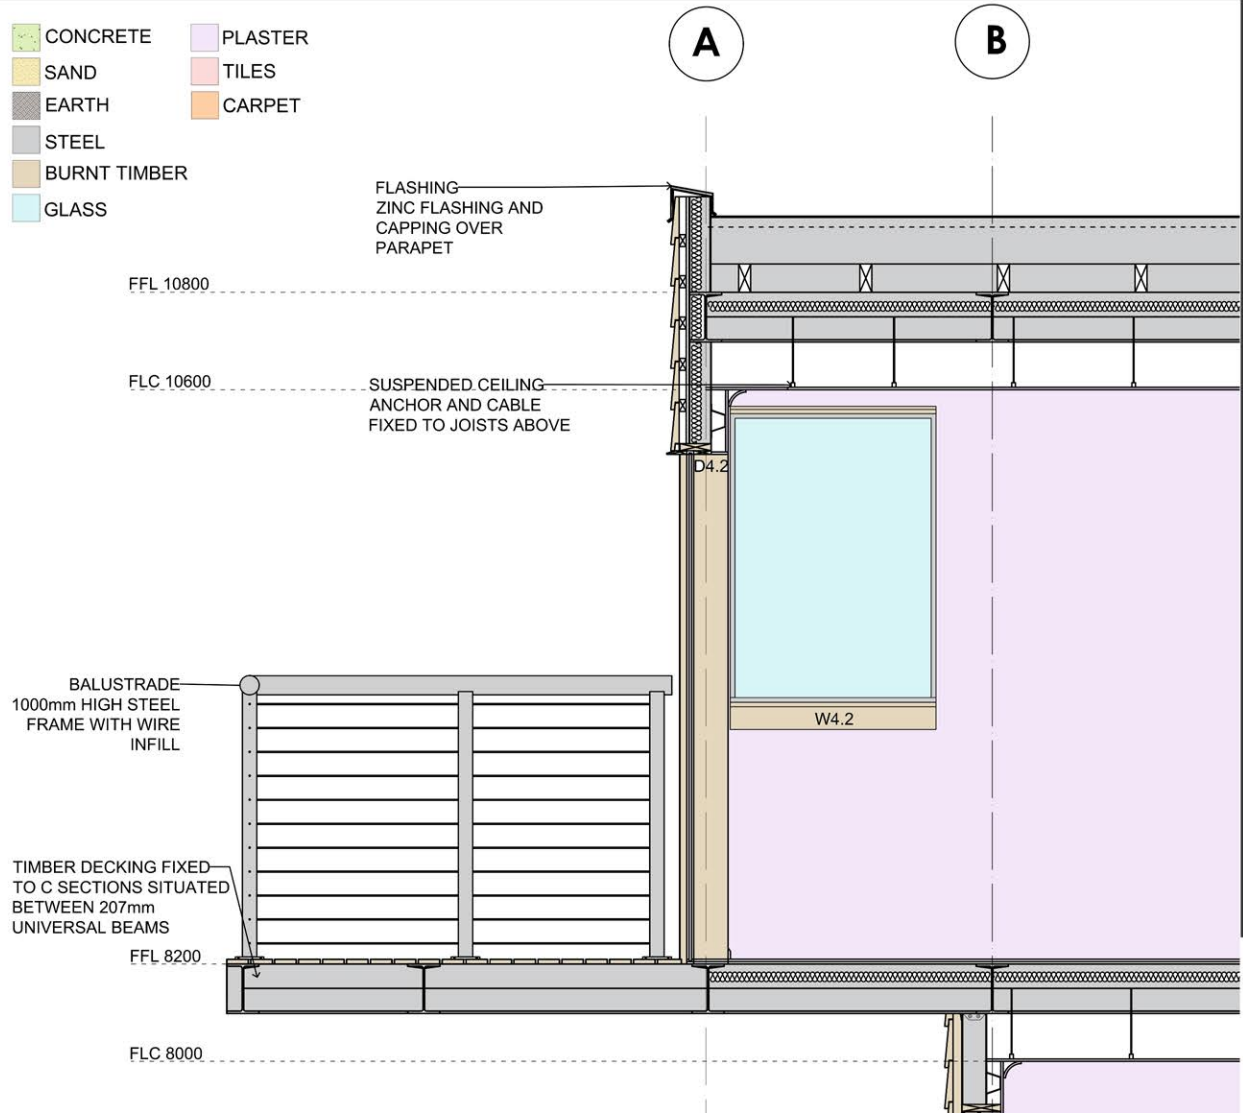 CONCRETE
SAND
EARTH
STEEL
BURNT TIMBER
GLASS
PLASTER
TILES
CARPET
A
B
FLASHING
ZINC FLASHING AND
CAPPING OVER
PARAPET
FFL 10800
FLC 10600
SUSPENDED CEILING
ANCHOR AND CABLE
FIXED TO JOISTS ABOVE
D4.2
W4.2
BALUSTRADE
1000mm HIGH STEEL
FRAME WITH WIRE
INFILL
TIMBER DECKING FIXED
TO C SECTIONS SITUATED
BETWEEN 207mm
UNIVERSAL BEAMS
FFL 8200
FLC 8000